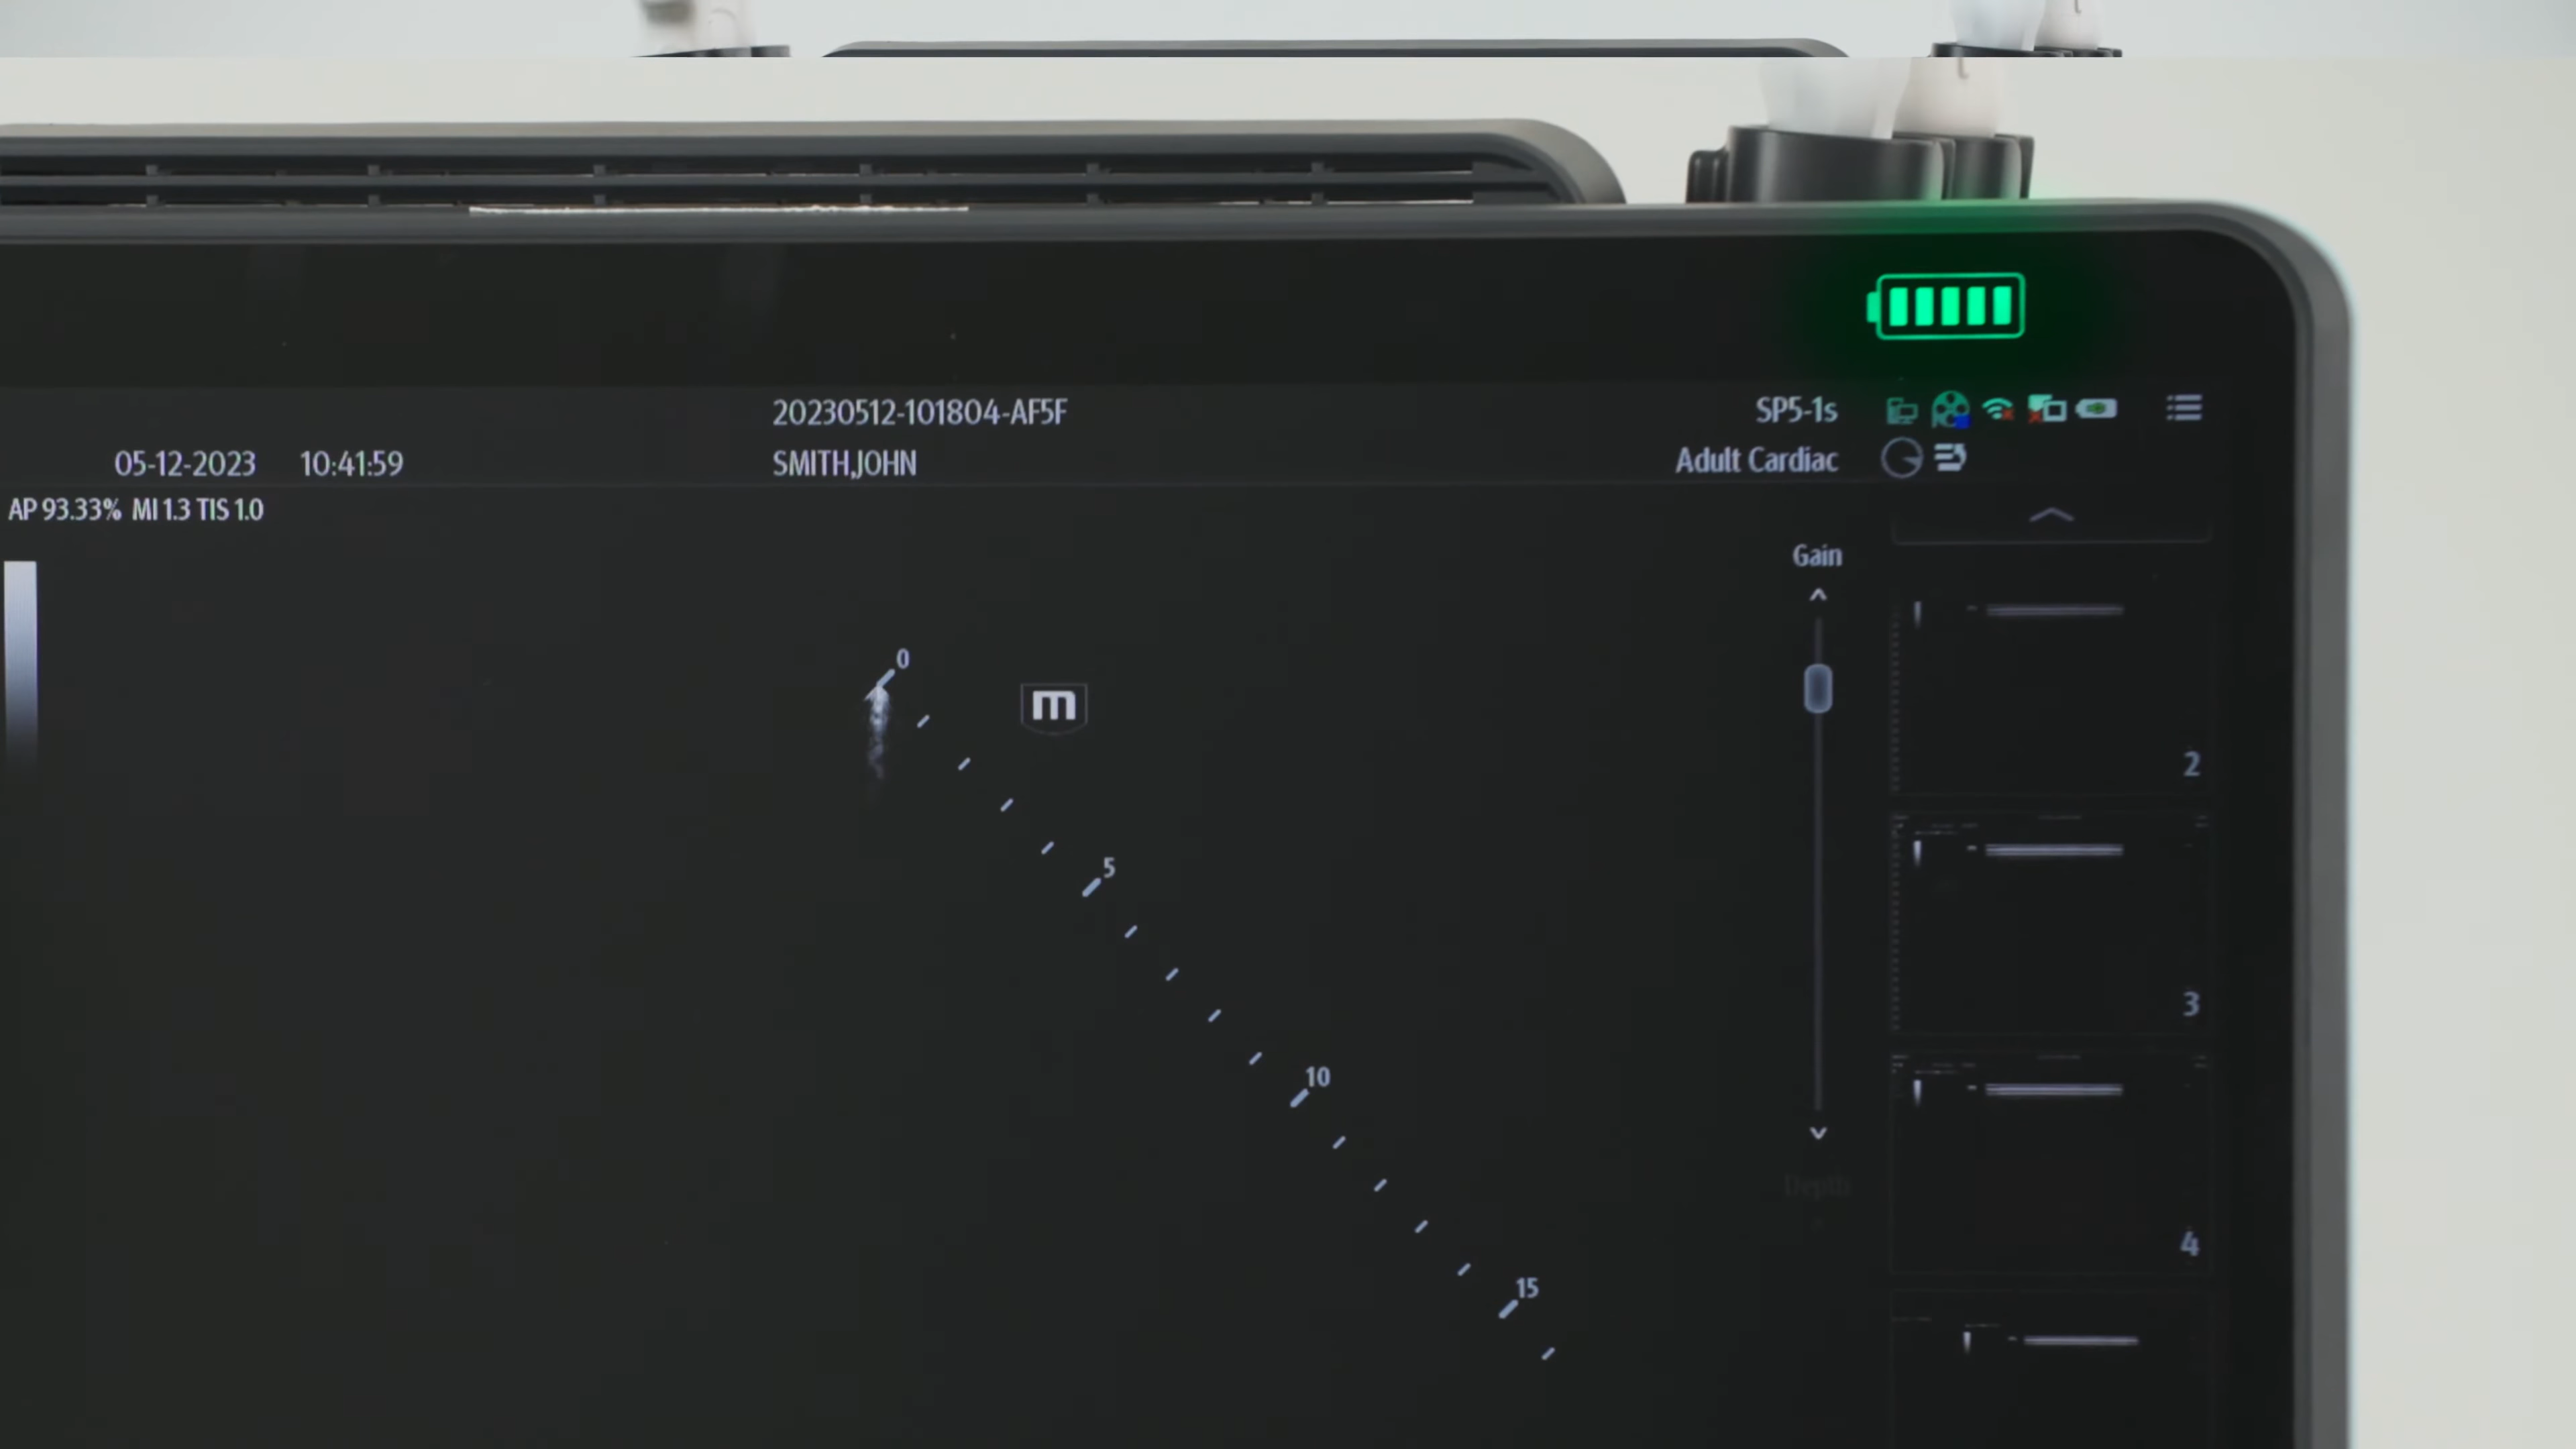 20230512-101804-AF5F
SP5-1s
05-12-2023 10:41:59
SMITH,JOHN
Adult Cardiac
AP 93.33% MI 1.3 TIS 1.0
Gain
0
m
5
10
15
Depth
2
3
4